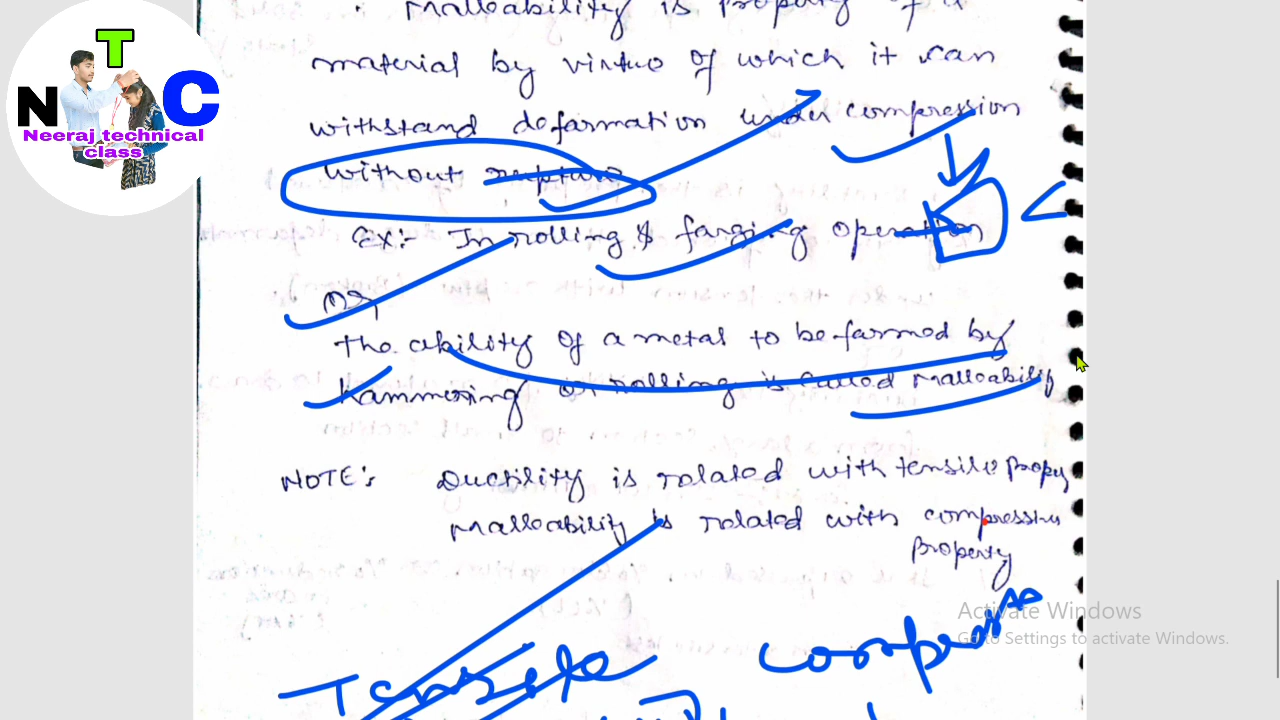 T
N C
Neeraj technical
class
Malleability is property of a
material by virtue of which it can
withstand deformation under compression
without rupture
Ex:- In rolling & forging operation
or,
The ability of a metal to be formed by
hammering or rolling is called malleability
NOTE: Ductility is related with tensile property
Malleability is related with compressive
property
Tensile compress
Activate Windows
Go to Settings to activate Windows.